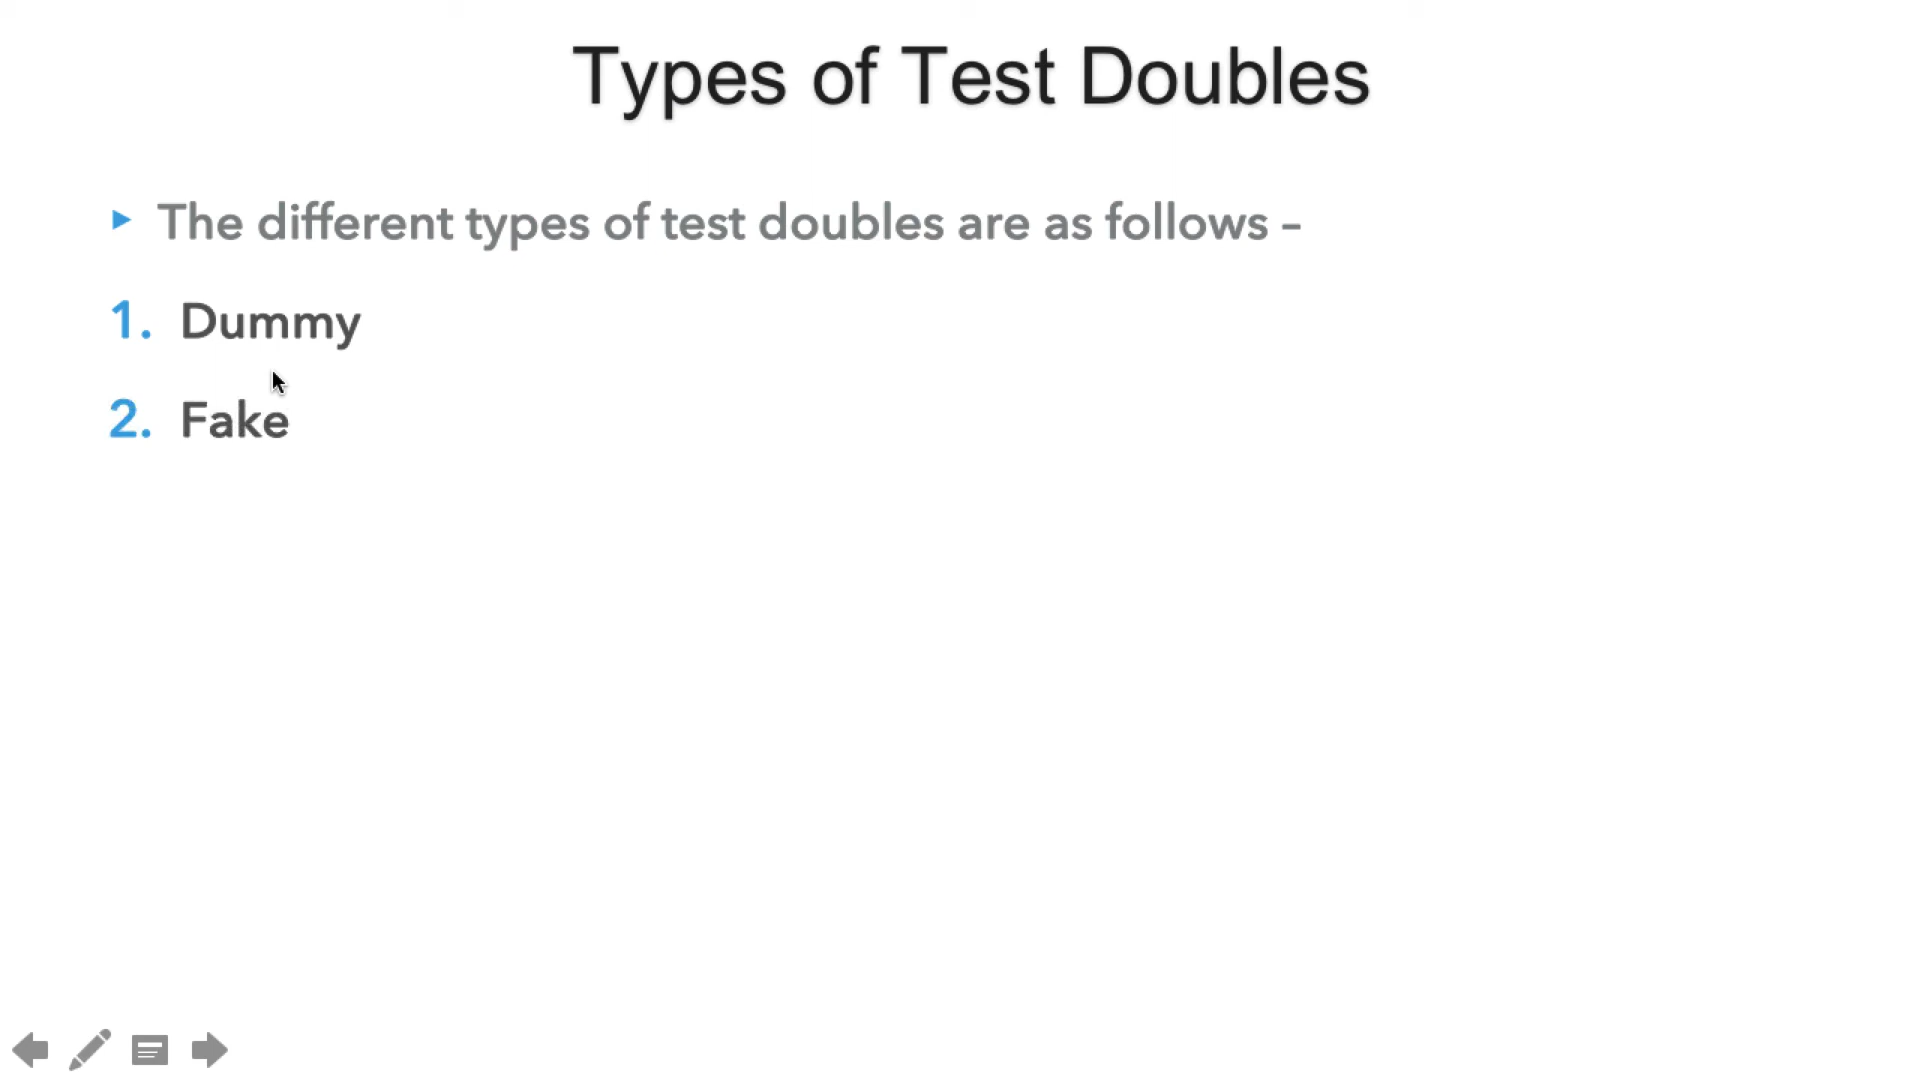 Types of Test Doubles
▸ The different types of test doubles are as follows –
1. Dummy
2. Fake